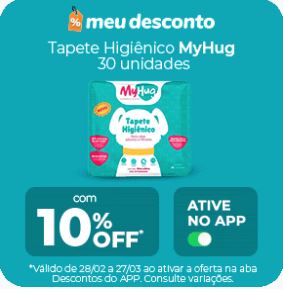 % meu desconto
Tapete Higiênico MyHug
30 unidades
MyHug
Tapete
Higiênico
com
10%
OFF*
ATIVE
NO APP
*Válido de 28/02 a 27/03 ao ativar a oferta na aba
Descontos do APP. Consulte variações.